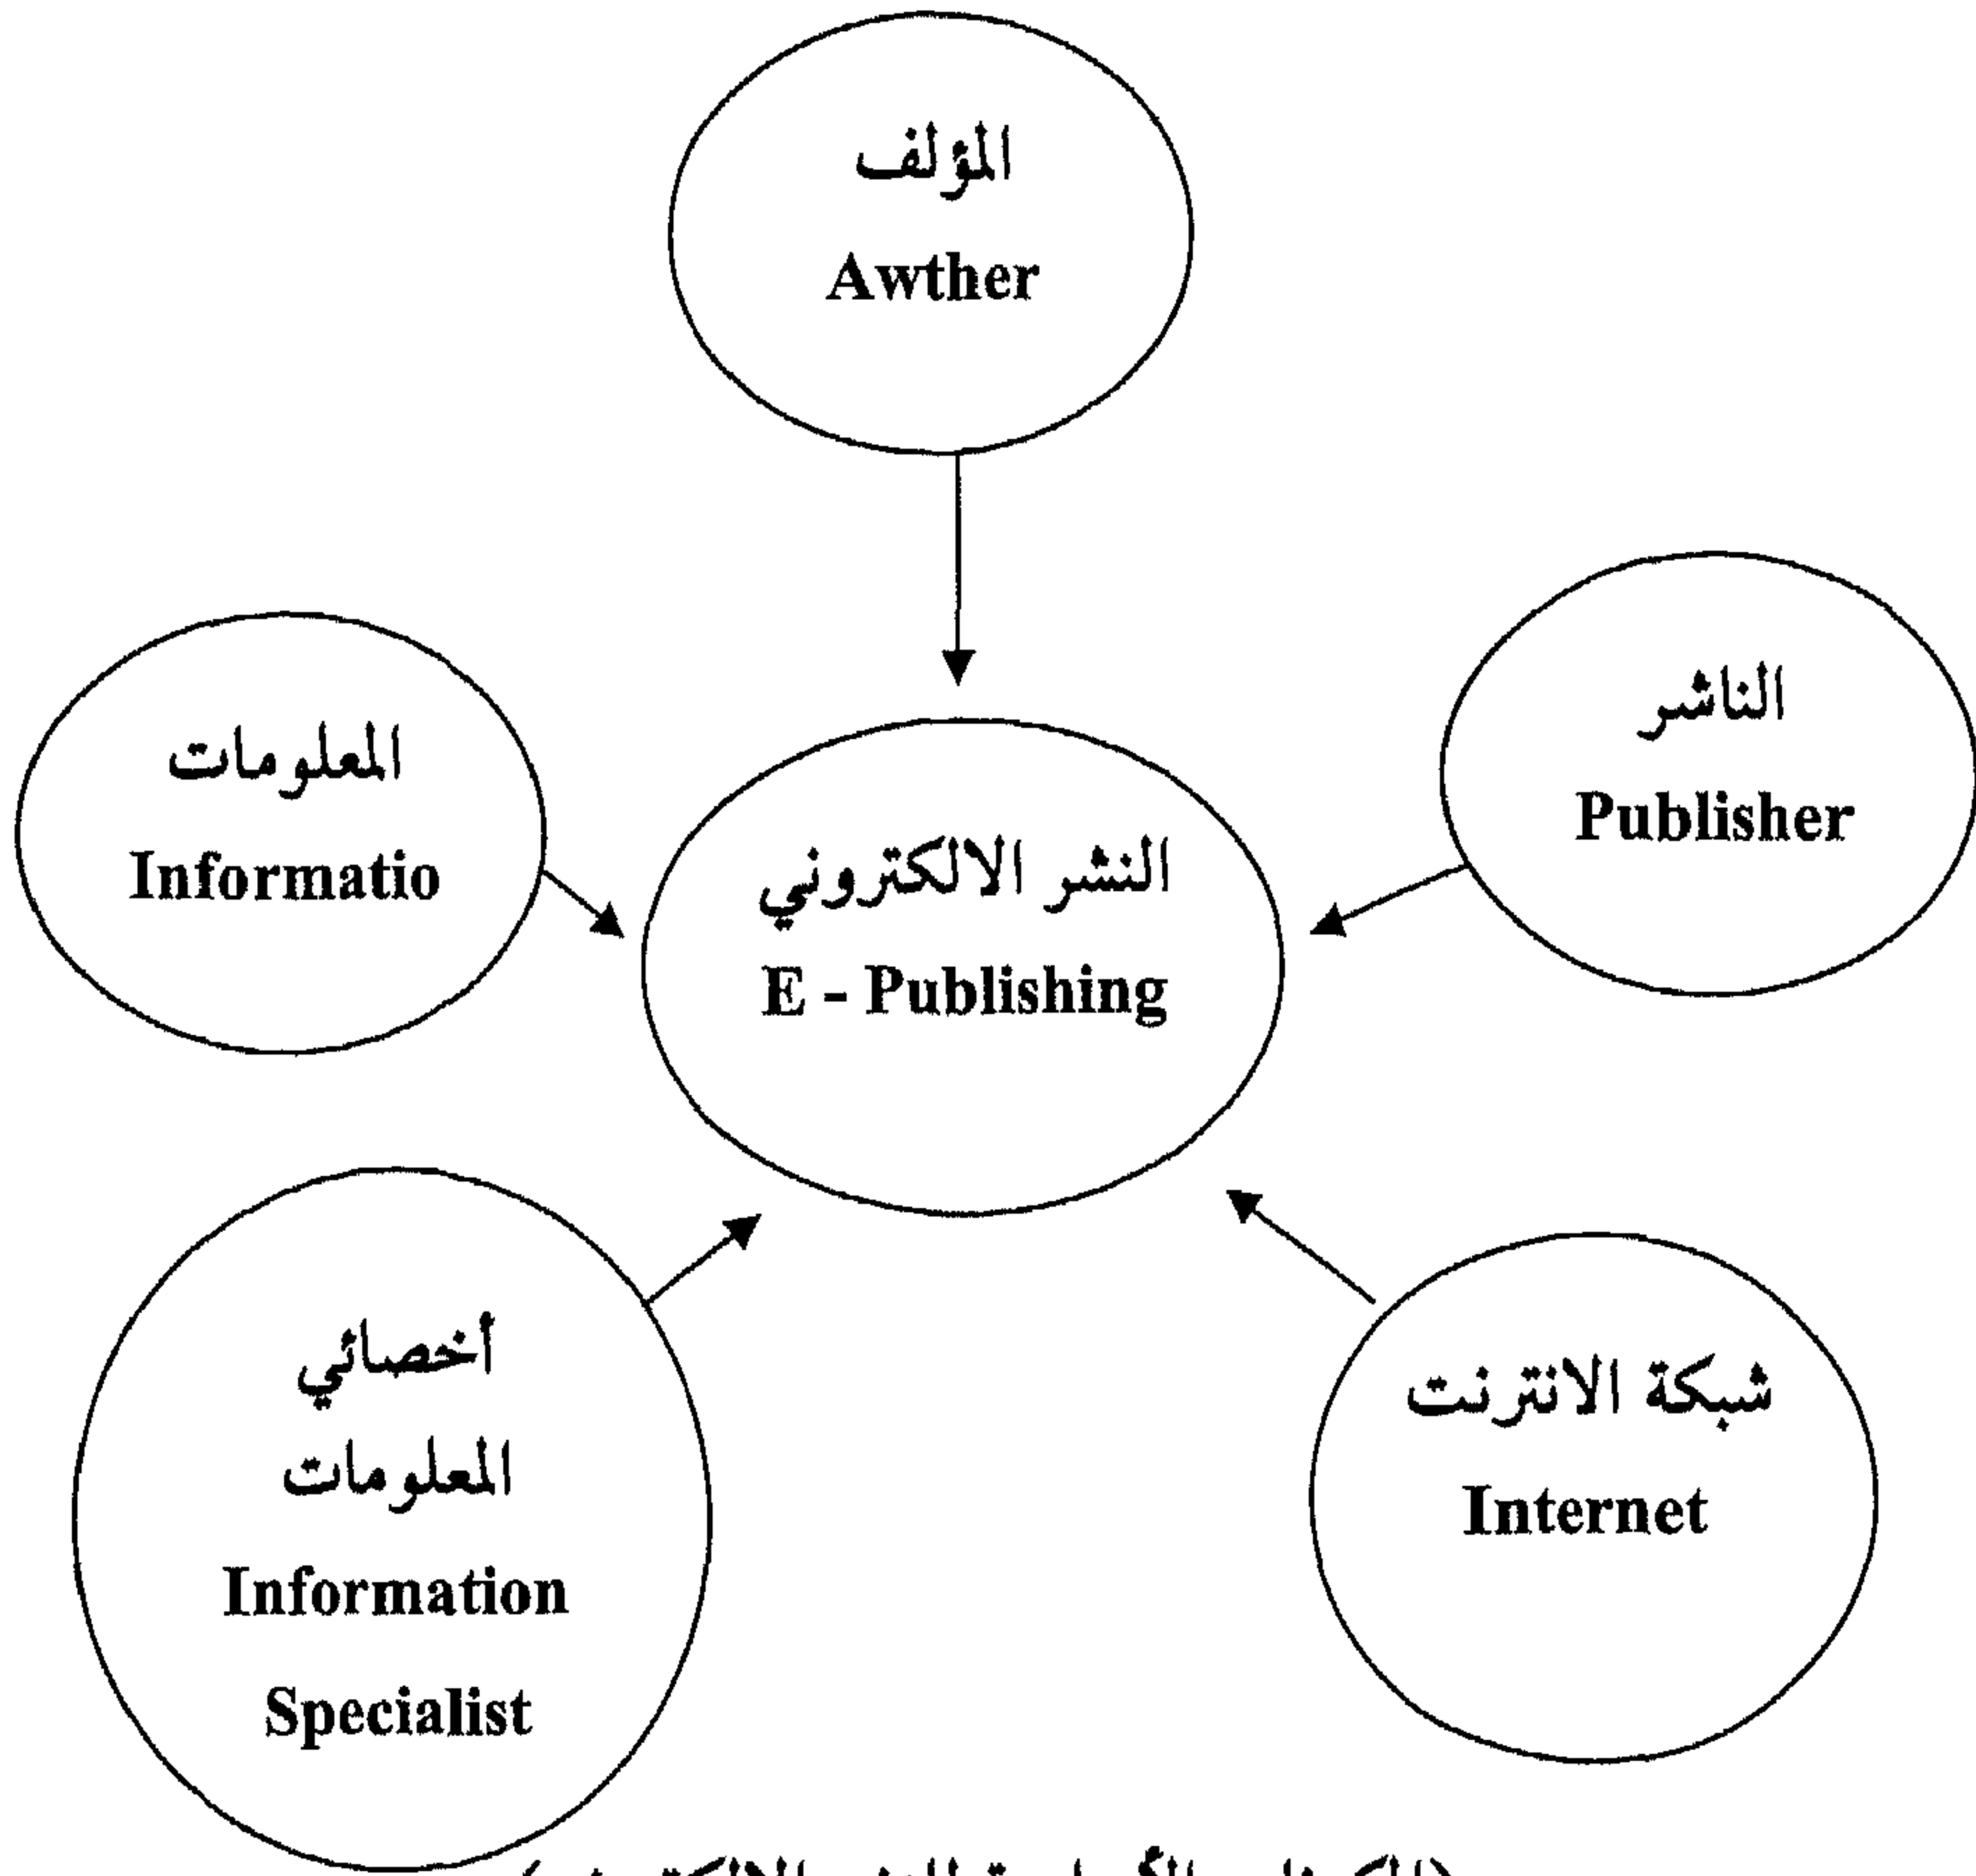 المؤلف
Awther
الناشر
Publisher
المعلومات
Informatio
النشر الالكتروني
E - Publishing
أخصائي
المعلومات
Information
Specialist
شبكة الانترنت
Internet